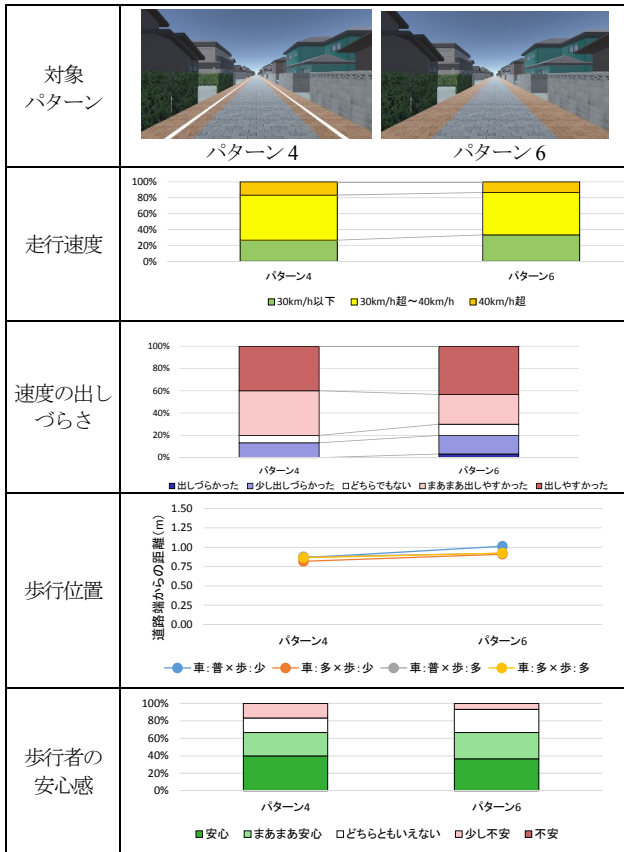 対象
パターン
パターン4
パターン6
走行速度
100%
80%
60%
40%
20%
0%
パターン4
パターン6
30km/h以下
30km/h超～40km/h
40km/h超
速度の出し
づらさ
100%
80%
60%
40%
20%
0%
パターン4
パターン6
出しづらかった
少し出しづらかった
どちらでもない
まあまあ出しやすかった
出しやすかった
歩行位置
道路端からの距離(m)
1.50
1.25
1.00
0.75
0.50
0.25
0.00
パターン4
パターン6
車:普×歩:少
車:多×歩:少
車:普×歩:多
車:多×歩:多
歩行者の
安心感
100%
80%
60%
40%
20%
0%
パターン4
パターン6
安心
まあまあ安心
どちらともいえない
少し不安
不安